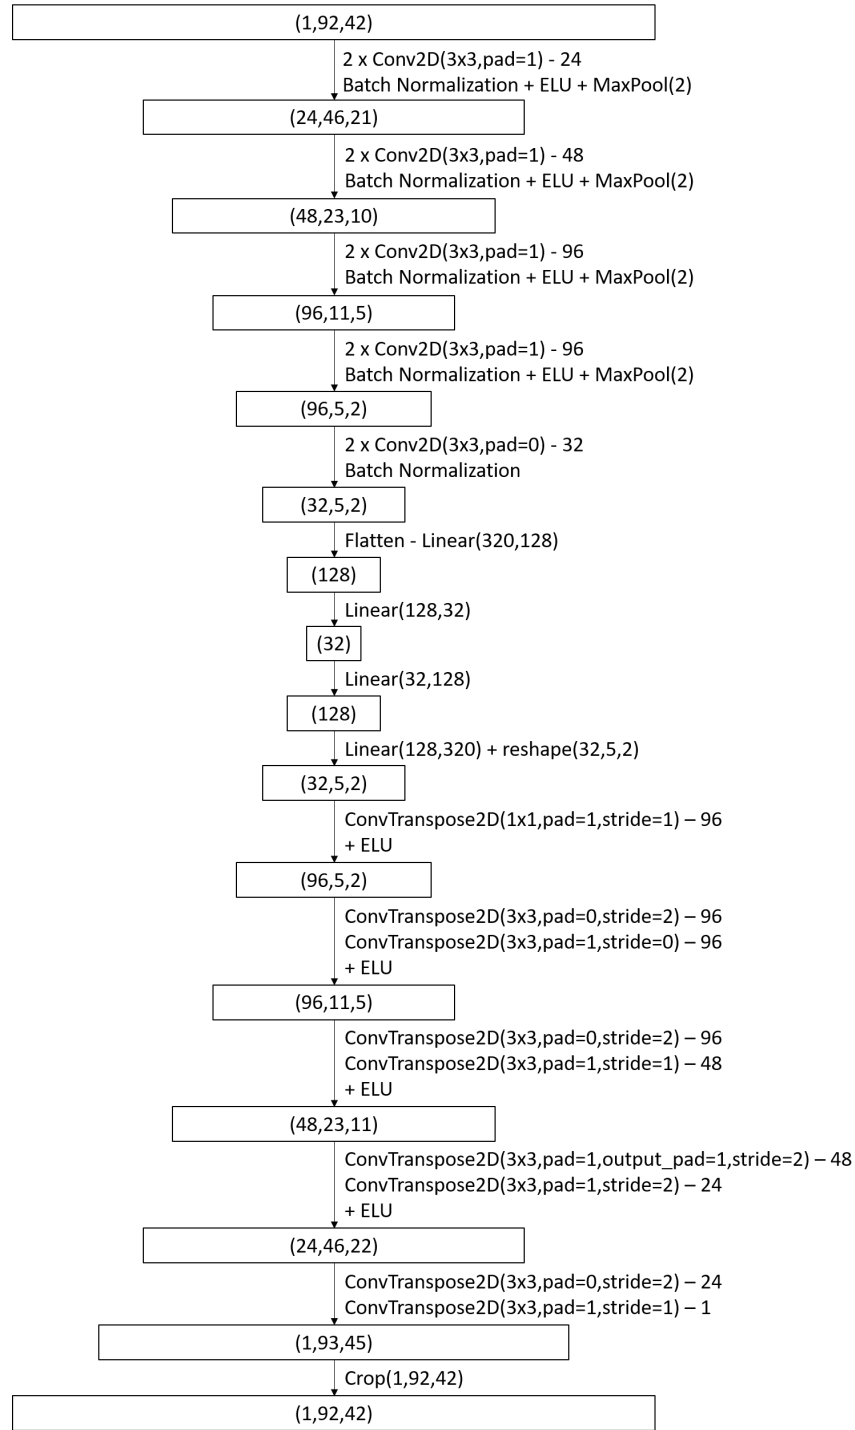 (1,92,42)
2 x Conv2D(3x3,pad=1) - 24
Batch Normalization + ELU + MaxPool(2)
(24,46,21)
2 x Conv2D(3x3,pad=1) - 48
Batch Normalization + ELU + MaxPool(2)
(48,23,10)
2 x Conv2D(3x3,pad=1) - 96
Batch Normalization + ELU + MaxPool(2)
(96,11,5)
2 x Conv2D(3x3,pad=1) - 96
Batch Normalization + ELU + MaxPool(2)
(96,5,2)
2 x Conv2D(3x3,pad=0) - 32
Batch Normalization
(32,5,2)
Flatten - Linear(320,128)
(128)
Linear(128,32)
(32)
Linear(32,128)
(128)
Linear(128,320) + reshape(32,5,2)
(32,5,2)
ConvTranspose2D(1x1,pad=1,stride=1) – 96
+ ELU
(96,5,2)
ConvTranspose2D(3x3,pad=0,stride=2) – 96
ConvTranspose2D(3x3,pad=1,stride=0) – 96
+ ELU
(96,11,5)
ConvTranspose2D(3x3,pad=0,stride=2) – 96
ConvTranspose2D(3x3,pad=1,stride=1) – 48
+ ELU
(48,23,11)
ConvTranspose2D(3x3,pad=1,output_pad=1,stride=2) – 48
ConvTranspose2D(3x3,pad=1,stride=2) – 24
+ ELU
(24,46,22)
ConvTranspose2D(3x3,pad=0,stride=2) – 24
ConvTranspose2D(3x3,pad=1,stride=1) – 1
(1,93,45)
Crop(1,92,42)
(1,92,42)